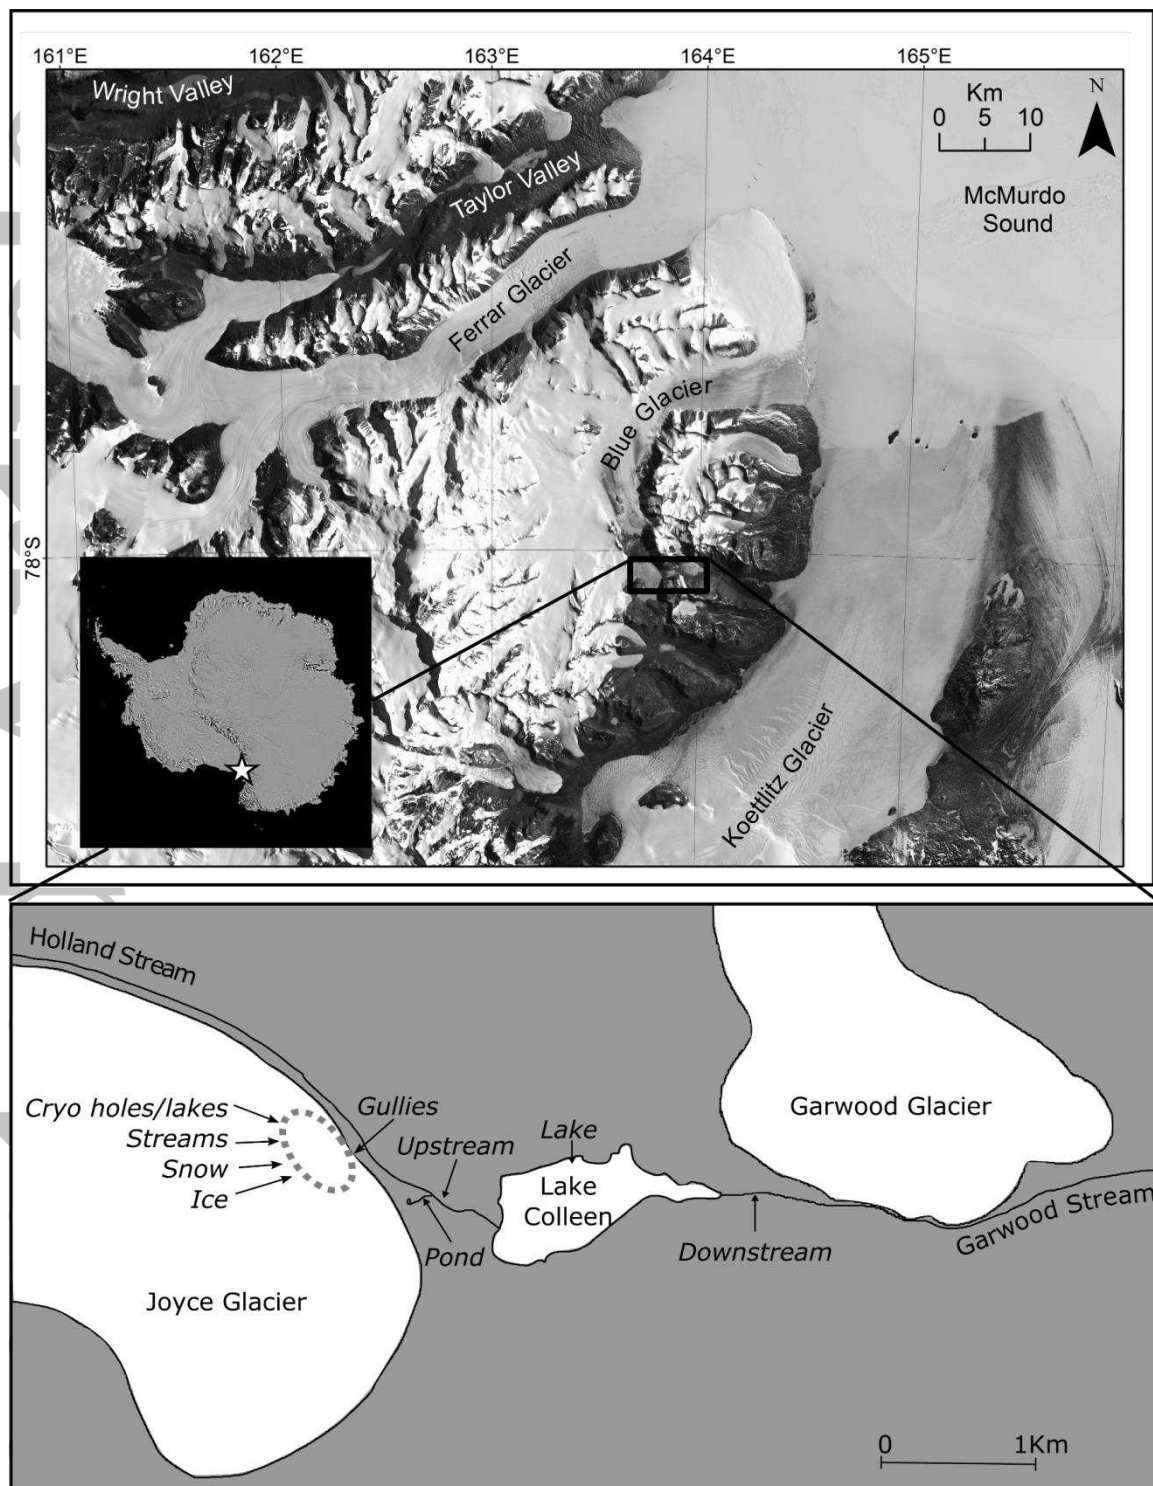 161°E
162°E
163°E
164°E
165°E
Wright Valley
Km
0 5 10
N
McMurdo
Sound
Taylor Valley
Ferrar Glacier
Blue Glacier
78°S
Koettlitz Glacier
Holland Stream
Cryo holes/lakes
Streams
Snow
Ice
Gullies
Upstream
Pond
Lake
Lake
Colleen
Downstream
Garwood Glacier
Garwood Stream
Joyce Glacier
0 1Km